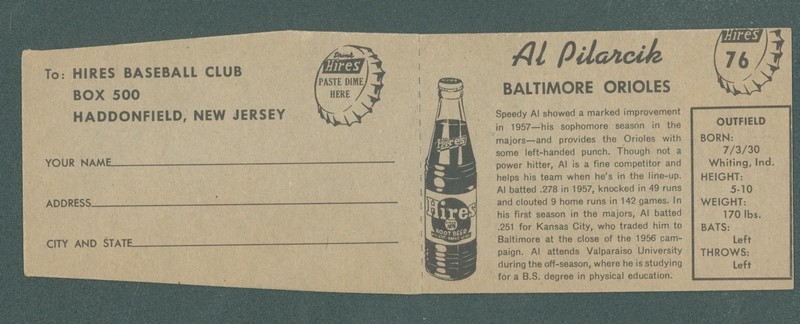 To: HIRES BASEBALL CLUB
BOX 500
HADDONFIELD, NEW JERSEY
Drink
Hires
PASTE DIME
HERE
YOUR NAME
ADDRESS
CITY AND STATE
Hires
Hires
ROOT BEER
Al Pilarcik
BALTIMORE ORIOLES
Speedy Al showed a marked improvement
in 1957—his sophomore season in the
majors—and provides the Orioles with
some left-handed punch. Though not a
power hitter, Al is a fine competitor and
helps his team when he's in the line-up.
Al batted .278 in 1957, knocked in 49 runs
and clouted 9 home runs in 142 games. In
his first season in the majors, Al batted
.251 for Kansas City, who traded him to
Baltimore at the close of the 1956 cam-
paign. Al attends Valparaiso University
during the off-season, where he is studying
for a B.S. degree in physical education.
Hires
76
OUTFIELD
BORN:
7/3/30
Whiting, Ind.
HEIGHT:
5-10
WEIGHT:
170 lbs.
BATS:
Left
THROWS:
Left